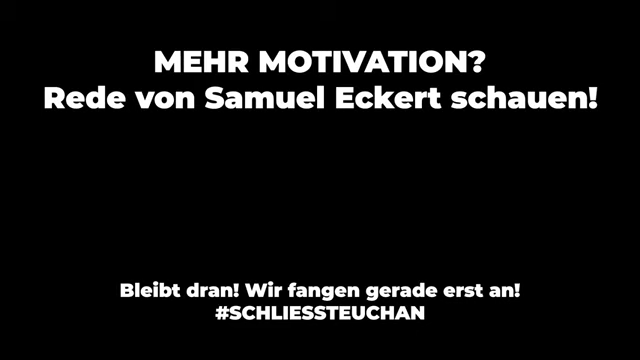 MEHR MOTIVATION?
Rede von Samuel Eckert schauen!
Bleibt dran! Wir fangen gerade erst an!
#SCHLIESSTEUCHAN